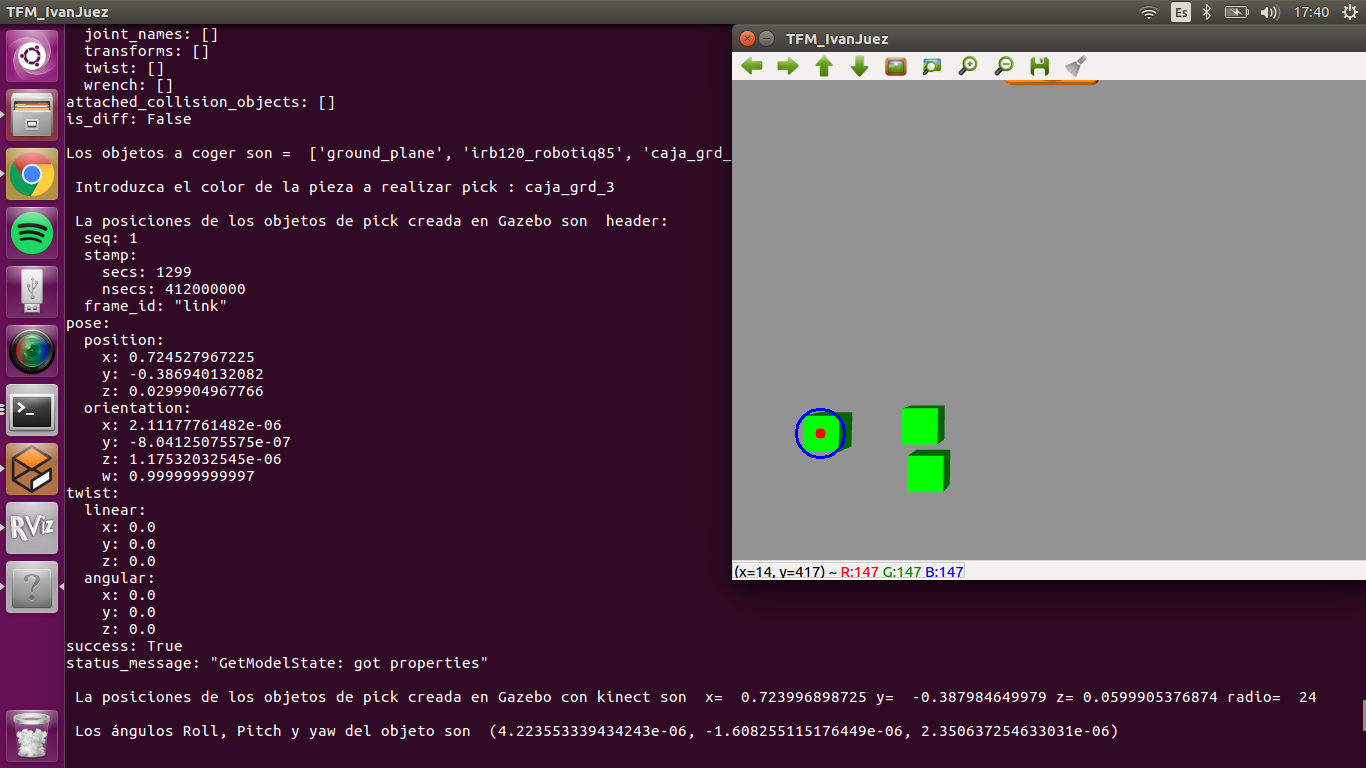 TFM_IvanJuez
Es
17:40
joint_names: []
transforms: []
twist: []
wrench: []
attached_collision_objects: []
is_diff: False
Los objetos a coger son =  ['ground_plane', 'irb120_robotiq85', 'caja_grd_
Introduzca el color de la pieza a realizar pick : caja_grd_3
La posiciones de los objetos de pick creada en Gazebo son  header:
seq: 1
stamp:
secs: 1299
nsecs: 412000000
frame_id: "link"
pose:
position:
x: 0.724527967225
y: -0.386940132082
z: 0.0299904967766
orientation:
x: 2.11177761482e-06
y: -8.04125075575e-07
z: 1.17532032545e-06
w: 0.999999999997
twist:
linear:
x: 0.0
y: 0.0
z: 0.0
angular:
x: 0.0
y: 0.0
z: 0.0
success: True
status_message: "GetModelState: got properties"
La posiciones de los objetos de pick creada en Gazebo con kinect son  x=  0.723996898725 y=  -0.387984649979 z= 0.0599905376874 radio=  24
Los ángulos Roll, Pitch y yaw del objeto son  (4.223553339434243e-06, -1.608255115176449e-06, 2.350637254633031e-06)
TFM_IvanJuez
(x=14, y=417) ~ R:147 G:147 B:147
RViz